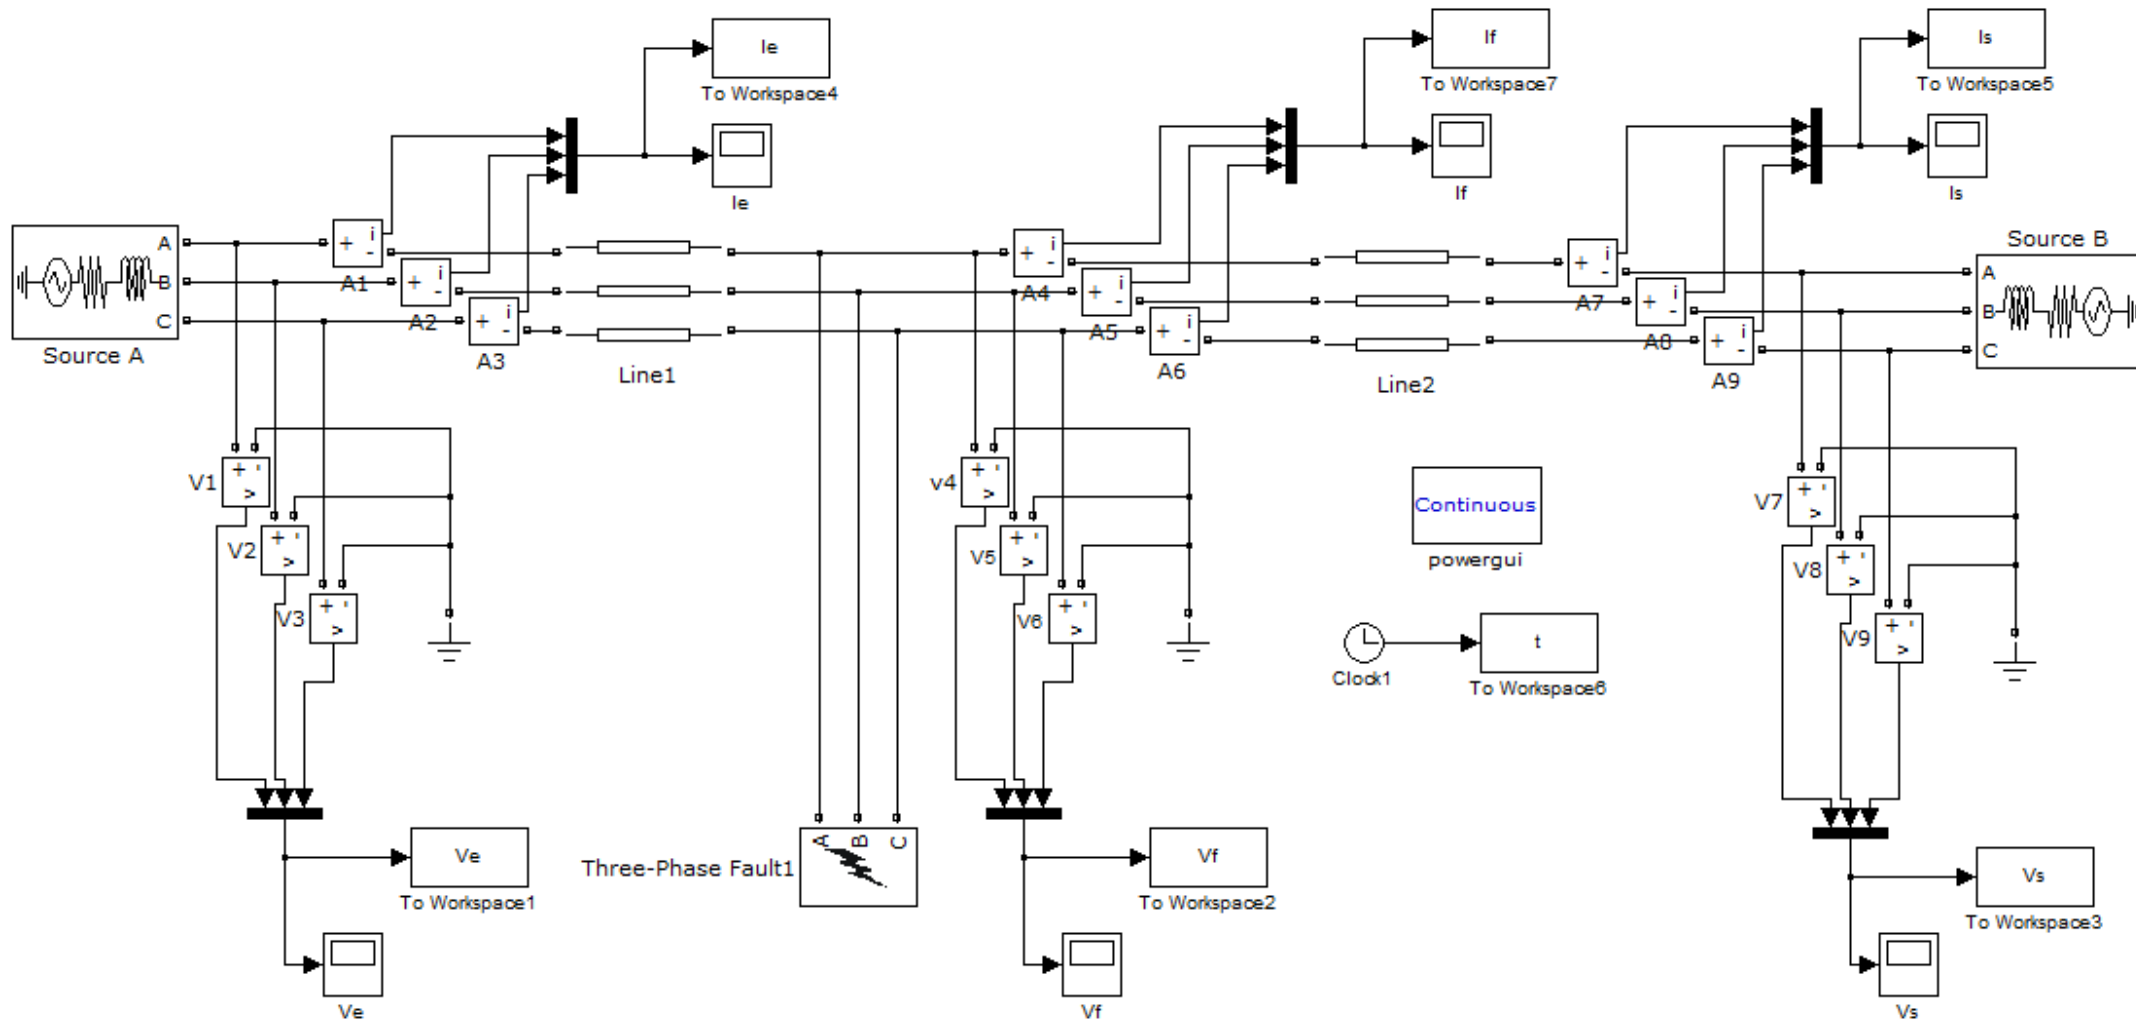 Ie
To Workspace4
Ie
If
To Workspace7
If
Is
To Workspace5
Is
Source A
A
B
C
+ i -
A1
+ i -
A2
+ i -
A3
Line1
+ i -
A4
+ i -
A5
+ i -
A6
Line2
+ i -
A7
+ i -
A8
+ i -
A9
Source B
A
B
C
V1
+ - v
V2
+ - v
V3
+ - v
v4
+ - v
V5
+ - v
V6
+ - v
Continuous
powergui
Clock1
t
To Workspace6
V7
+ - v
V8
+ - v
V9
+ - v
Ve
To Workspace1
Ve
Three-Phase Fault1
A
B
C
Vf
To Workspace2
Vf
Vs
To Workspace3
Vs